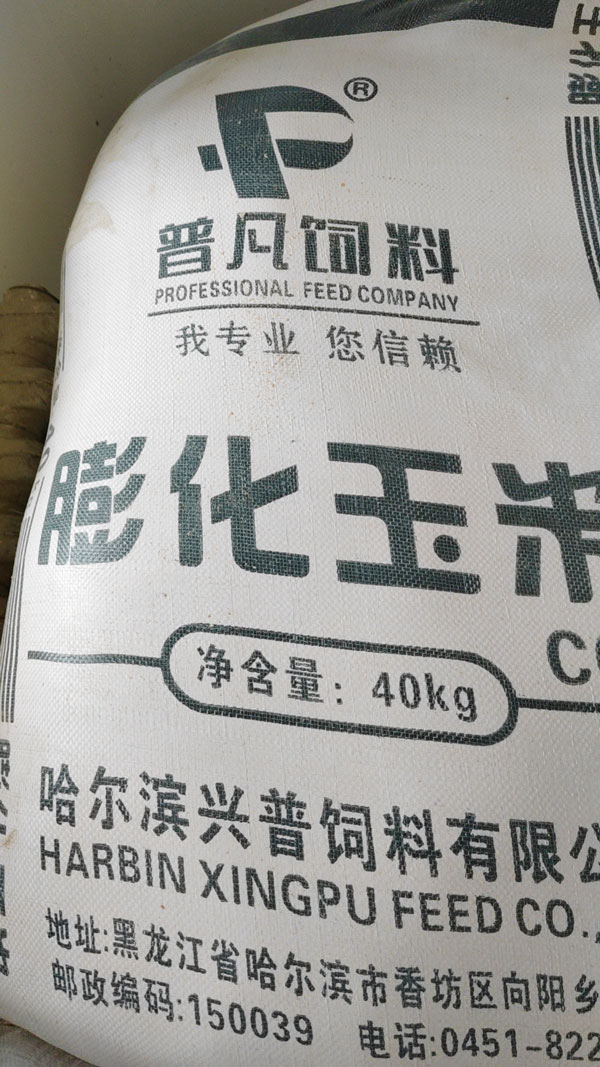 ®
普凡饲料
PROFESSIONAL FEED COMPANY
我专业 您信赖
膨化玉米
CO
净含量：40kg
哈尔滨兴普饲料有限公
HARBIN XINGPU FEED CO.,
地址:黑龙江省哈尔滨市香坊区向阳乡
邮政编码:150039 电话:0451-822